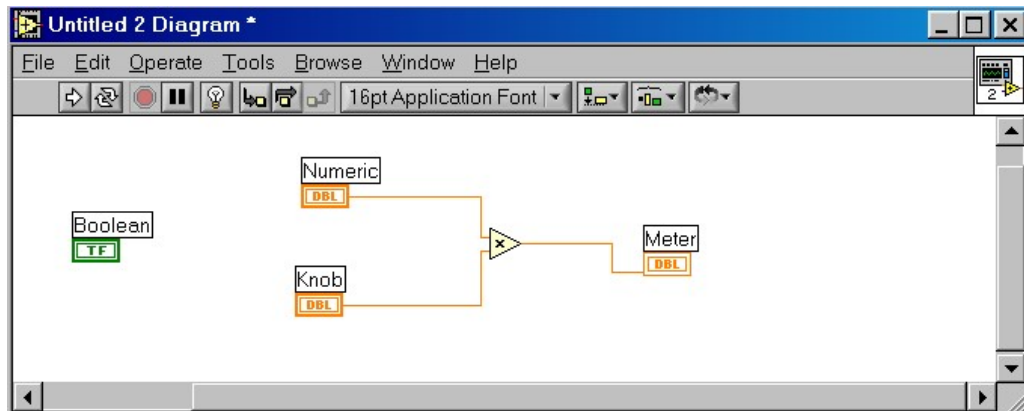 Untitled 2 Diagram *
File Edit Operate Tools Browse Window Help
16pt Application Font
2
Numeric
DBL
Boolean
TF
x
Meter
DBL
Knob
DBL